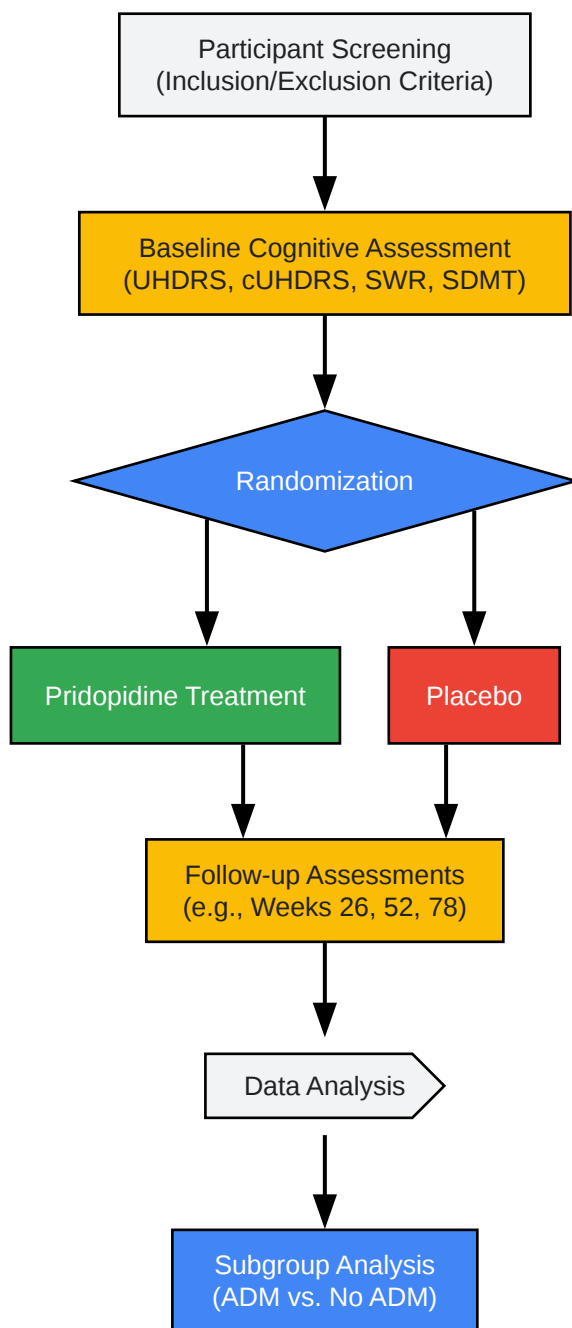 Participant Screening
(Inclusion/Exclusion Criteria)
Baseline Cognitive Assessment
(UHDRS, cUHDRS, SWR, SDMT)
Randomization
Pridopidine Treatment
Placebo
Follow-up Assessments
(e.g., Weeks 26, 52, 78)
Data Analysis
Subgroup Analysis
(ADM vs. No ADM)